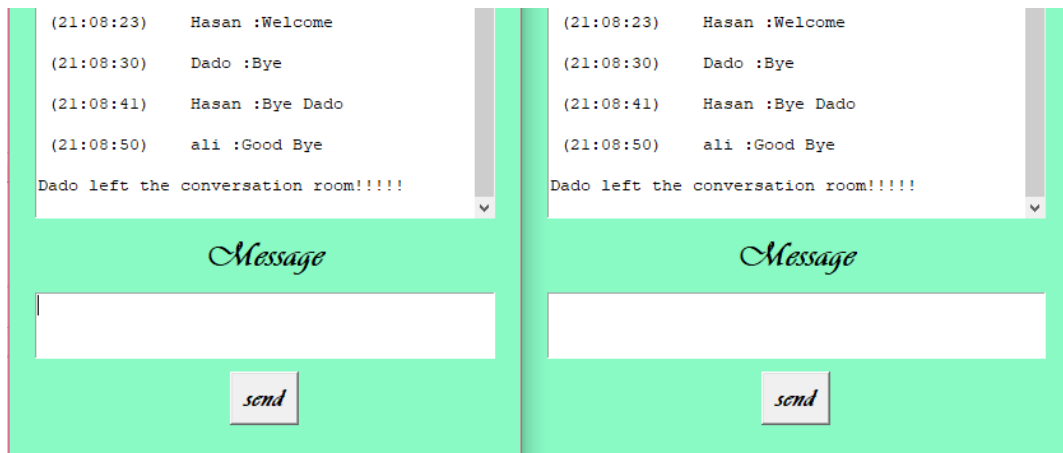 (21:08:23) Hasan :Welcome
(21:08:30) Dado :Bye
(21:08:41) Hasan :Bye Dado
(21:08:50) ali :Good Bye
Dado left the conversation room!!!!!
Message
send
(21:08:23) Hasan :Welcome
(21:08:30) Dado :Bye
(21:08:41) Hasan :Bye Dado
(21:08:50) ali :Good Bye
Dado left the conversation room!!!!!
Message
send